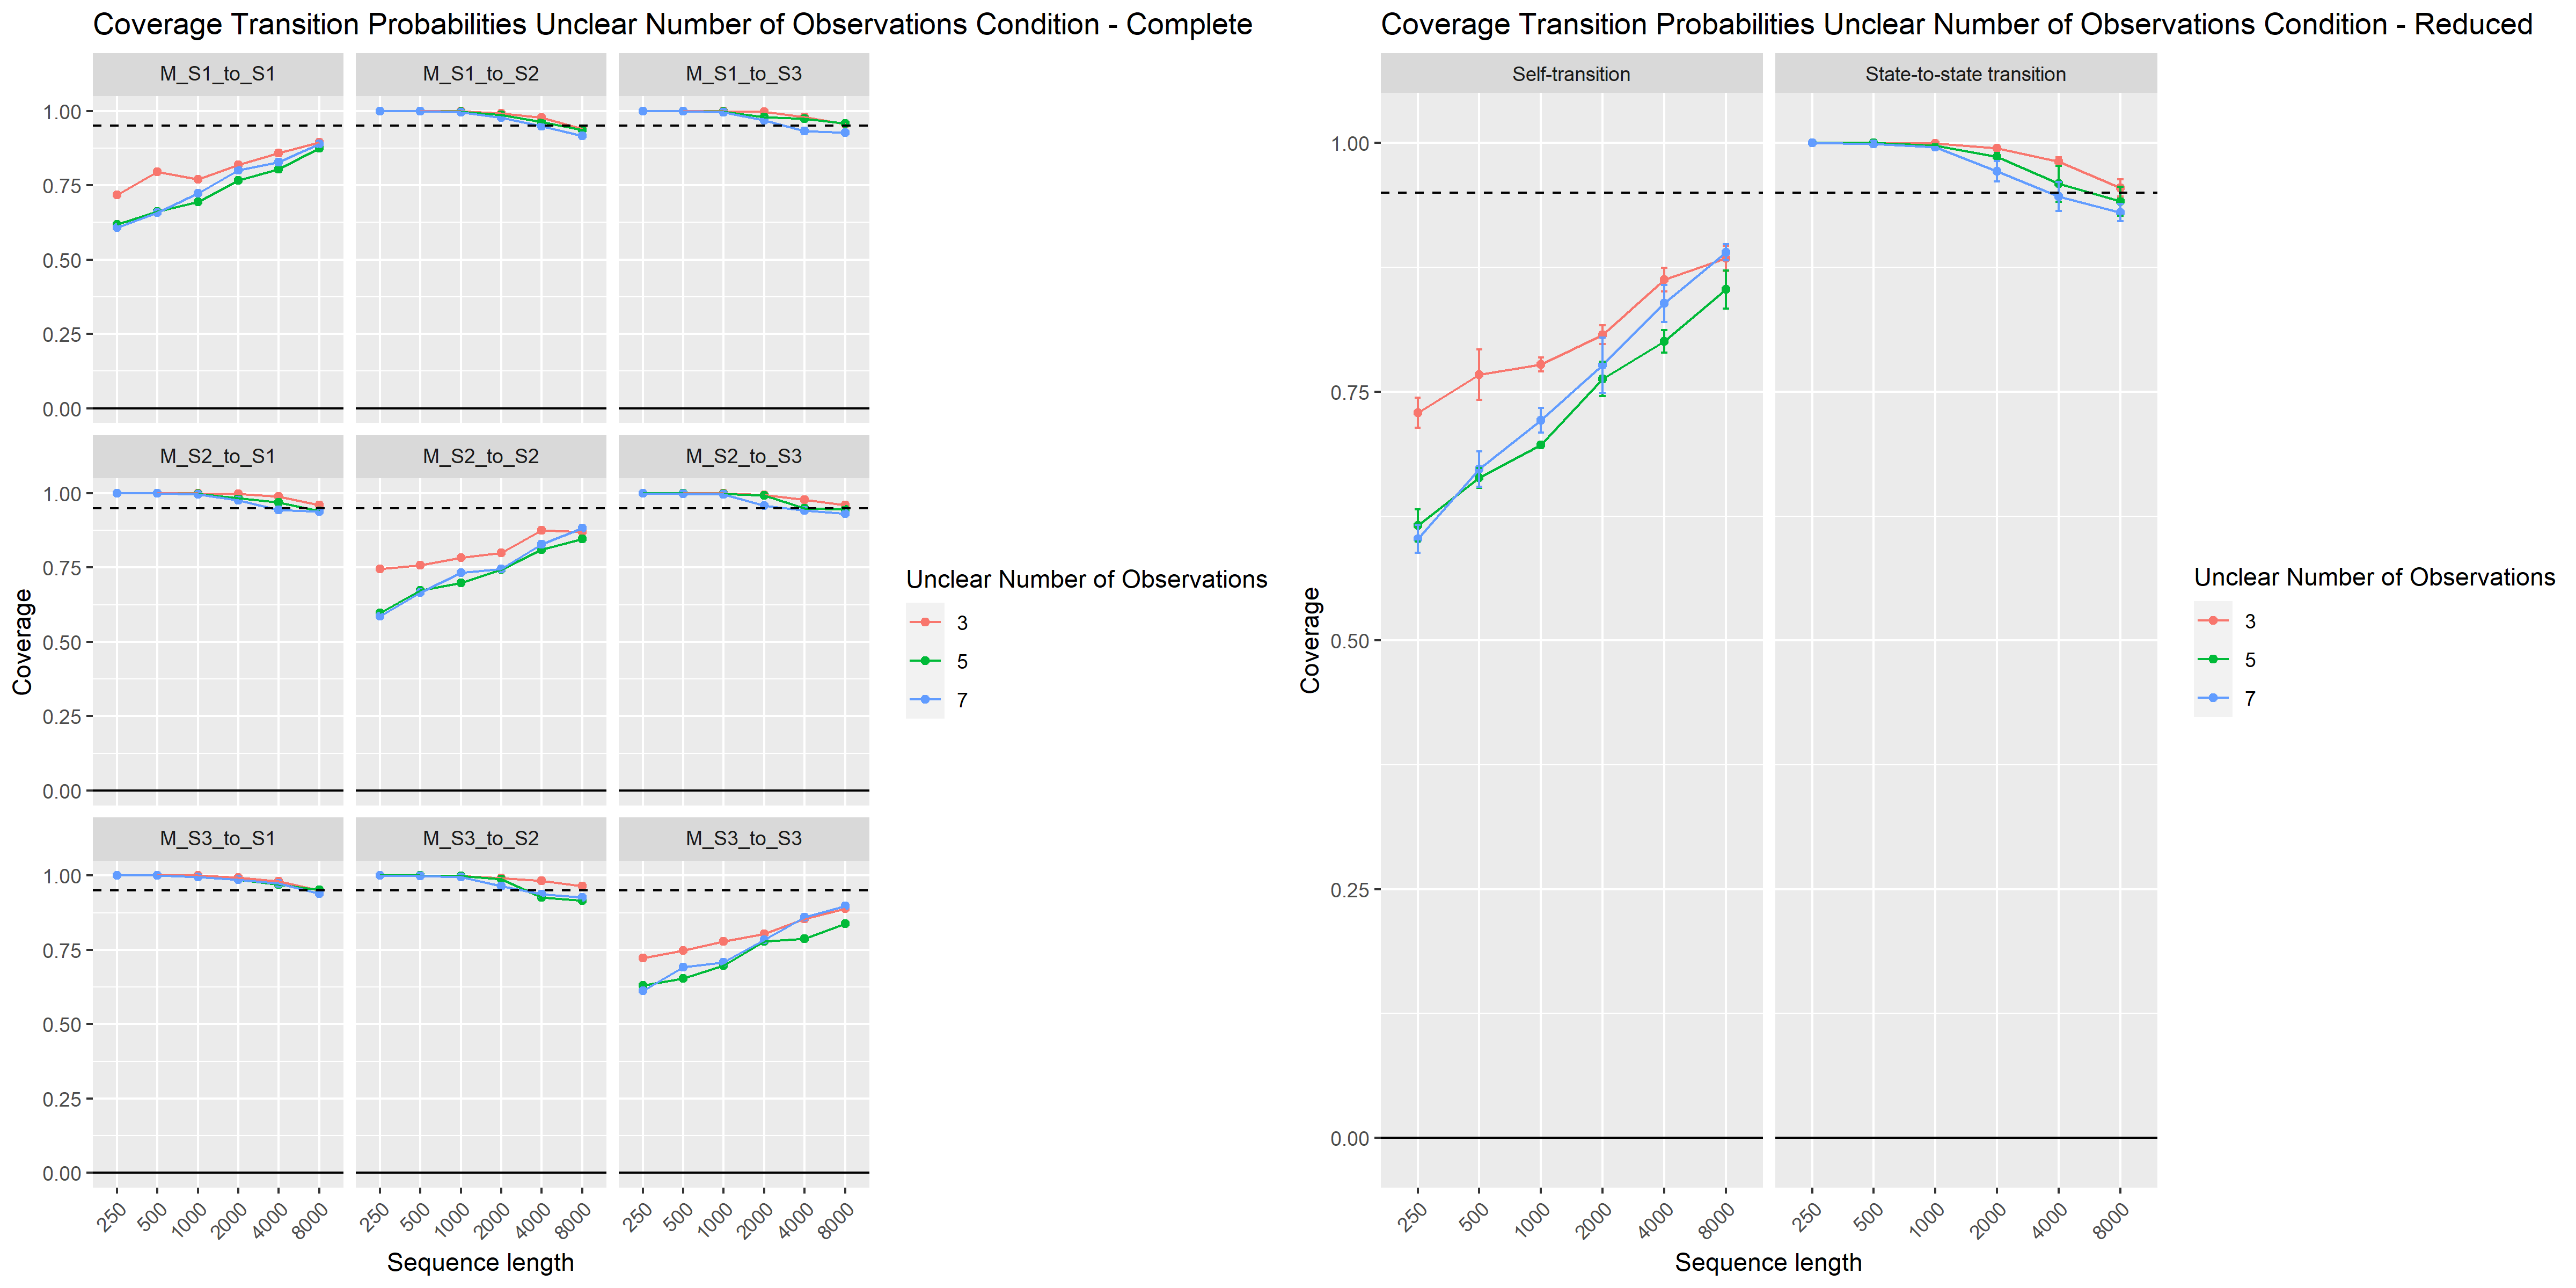 Coverage Transition Probabilities Unclear Number of Observations Condition - Complete
M_S1_to_S1 M_S1_to_S2 M_S1_to_S3
1.00
0.75
0.50
0.25
0.00
M_S2_to_S1 M_S2_to_S2 M_S2_to_S3
1.00
0.75
0.50
0.25
0.00
M_S3_to_S1 M_S3_to_S2 M_S3_to_S3
1.00
0.75
0.50
0.25
0.00
250 500 1000 2000 4000 8000 250 500 1000 2000 4000 8000 250 500 1000 2000 4000 8000
Sequence length
Coverage
Unclear Number of Observations
3
5
7
Coverage Transition Probabilities Unclear Number of Observations Condition - Reduced
Self-transition State-to-state transition
1.00
0.75
0.50
0.25
0.00
250 500 1000 2000 4000 8000 250 500 1000 2000 4000 8000
Sequence length
Coverage
Unclear Number of Observations
3
5
7